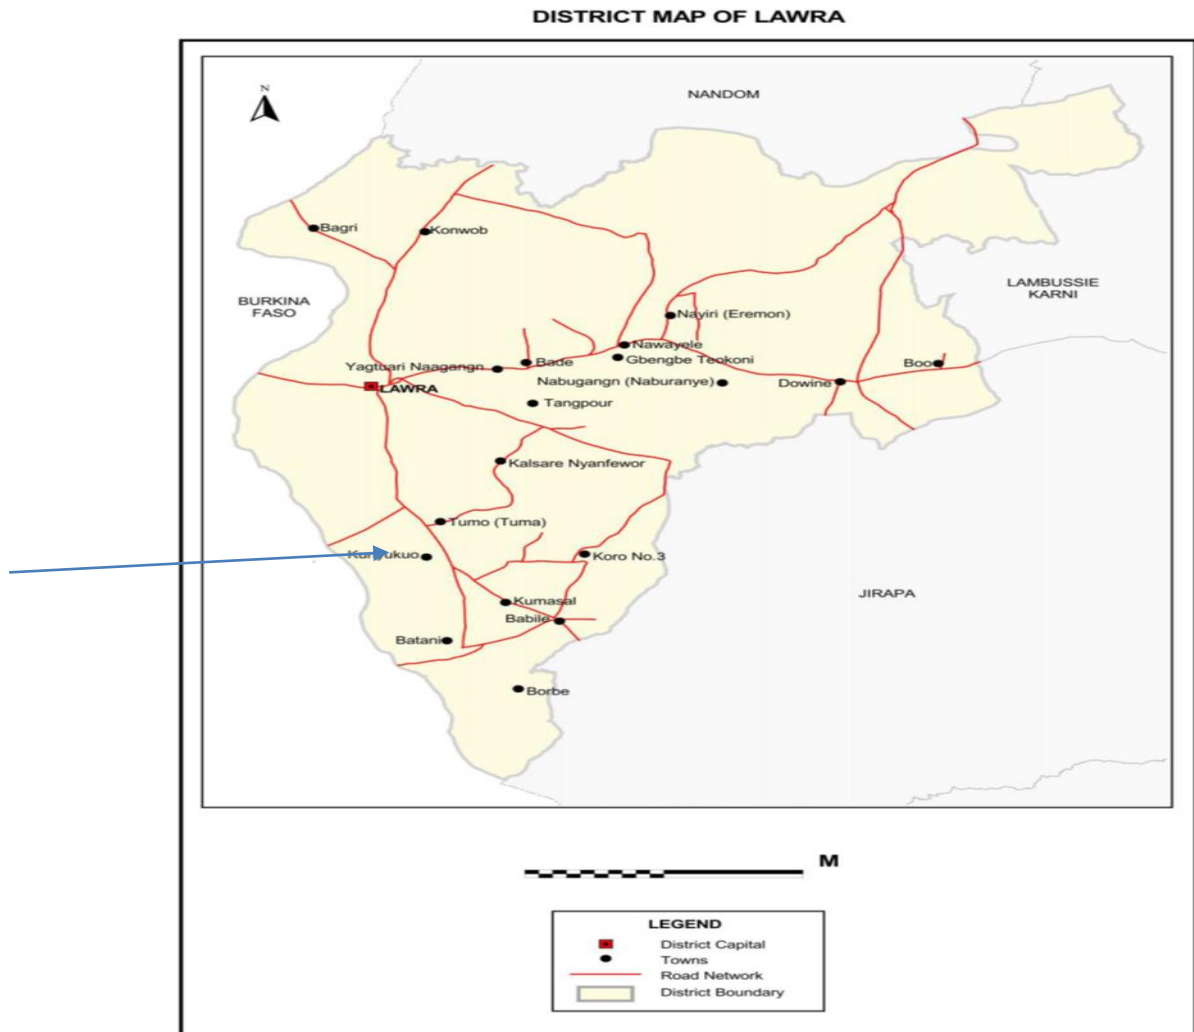 DISTRICT MAP OF LAWRA
N
NANDOM
Bagri
Konwob
LAMBUSSIE
KARNI
BURKINA
FASO
Nayiri (Eremon)
Nawayele
Gbengbe Teokoni
Bade
Yagtuari Naagangn
Boo
Nabugangn (Naburanye)
Dowine
LAWRA
Tangpour
Kalsare Nyanfewor
Tumo (Tuma)
Koro No.3
JIRAPA
Kumasal
Babile
Batani
Borbe
M
LEGEND
District Capital
Towns
Road Network
District Boundary